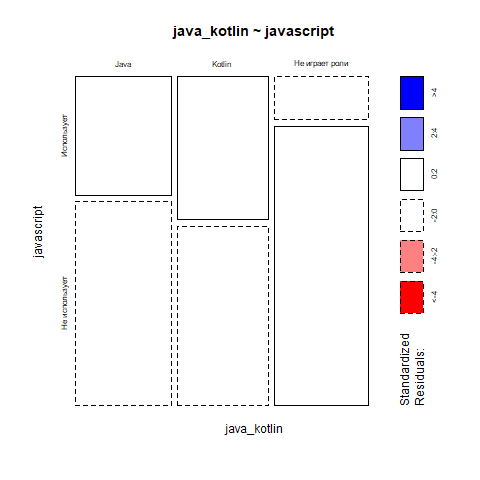 java_kotlin ~ javascript
Java
Kotlin
Не играет роли
Использует
Не использует
javascript
java_kotlin
>4
2:4
0:2
-2:0
-4:-2
<-4
Standardized
Residuals: